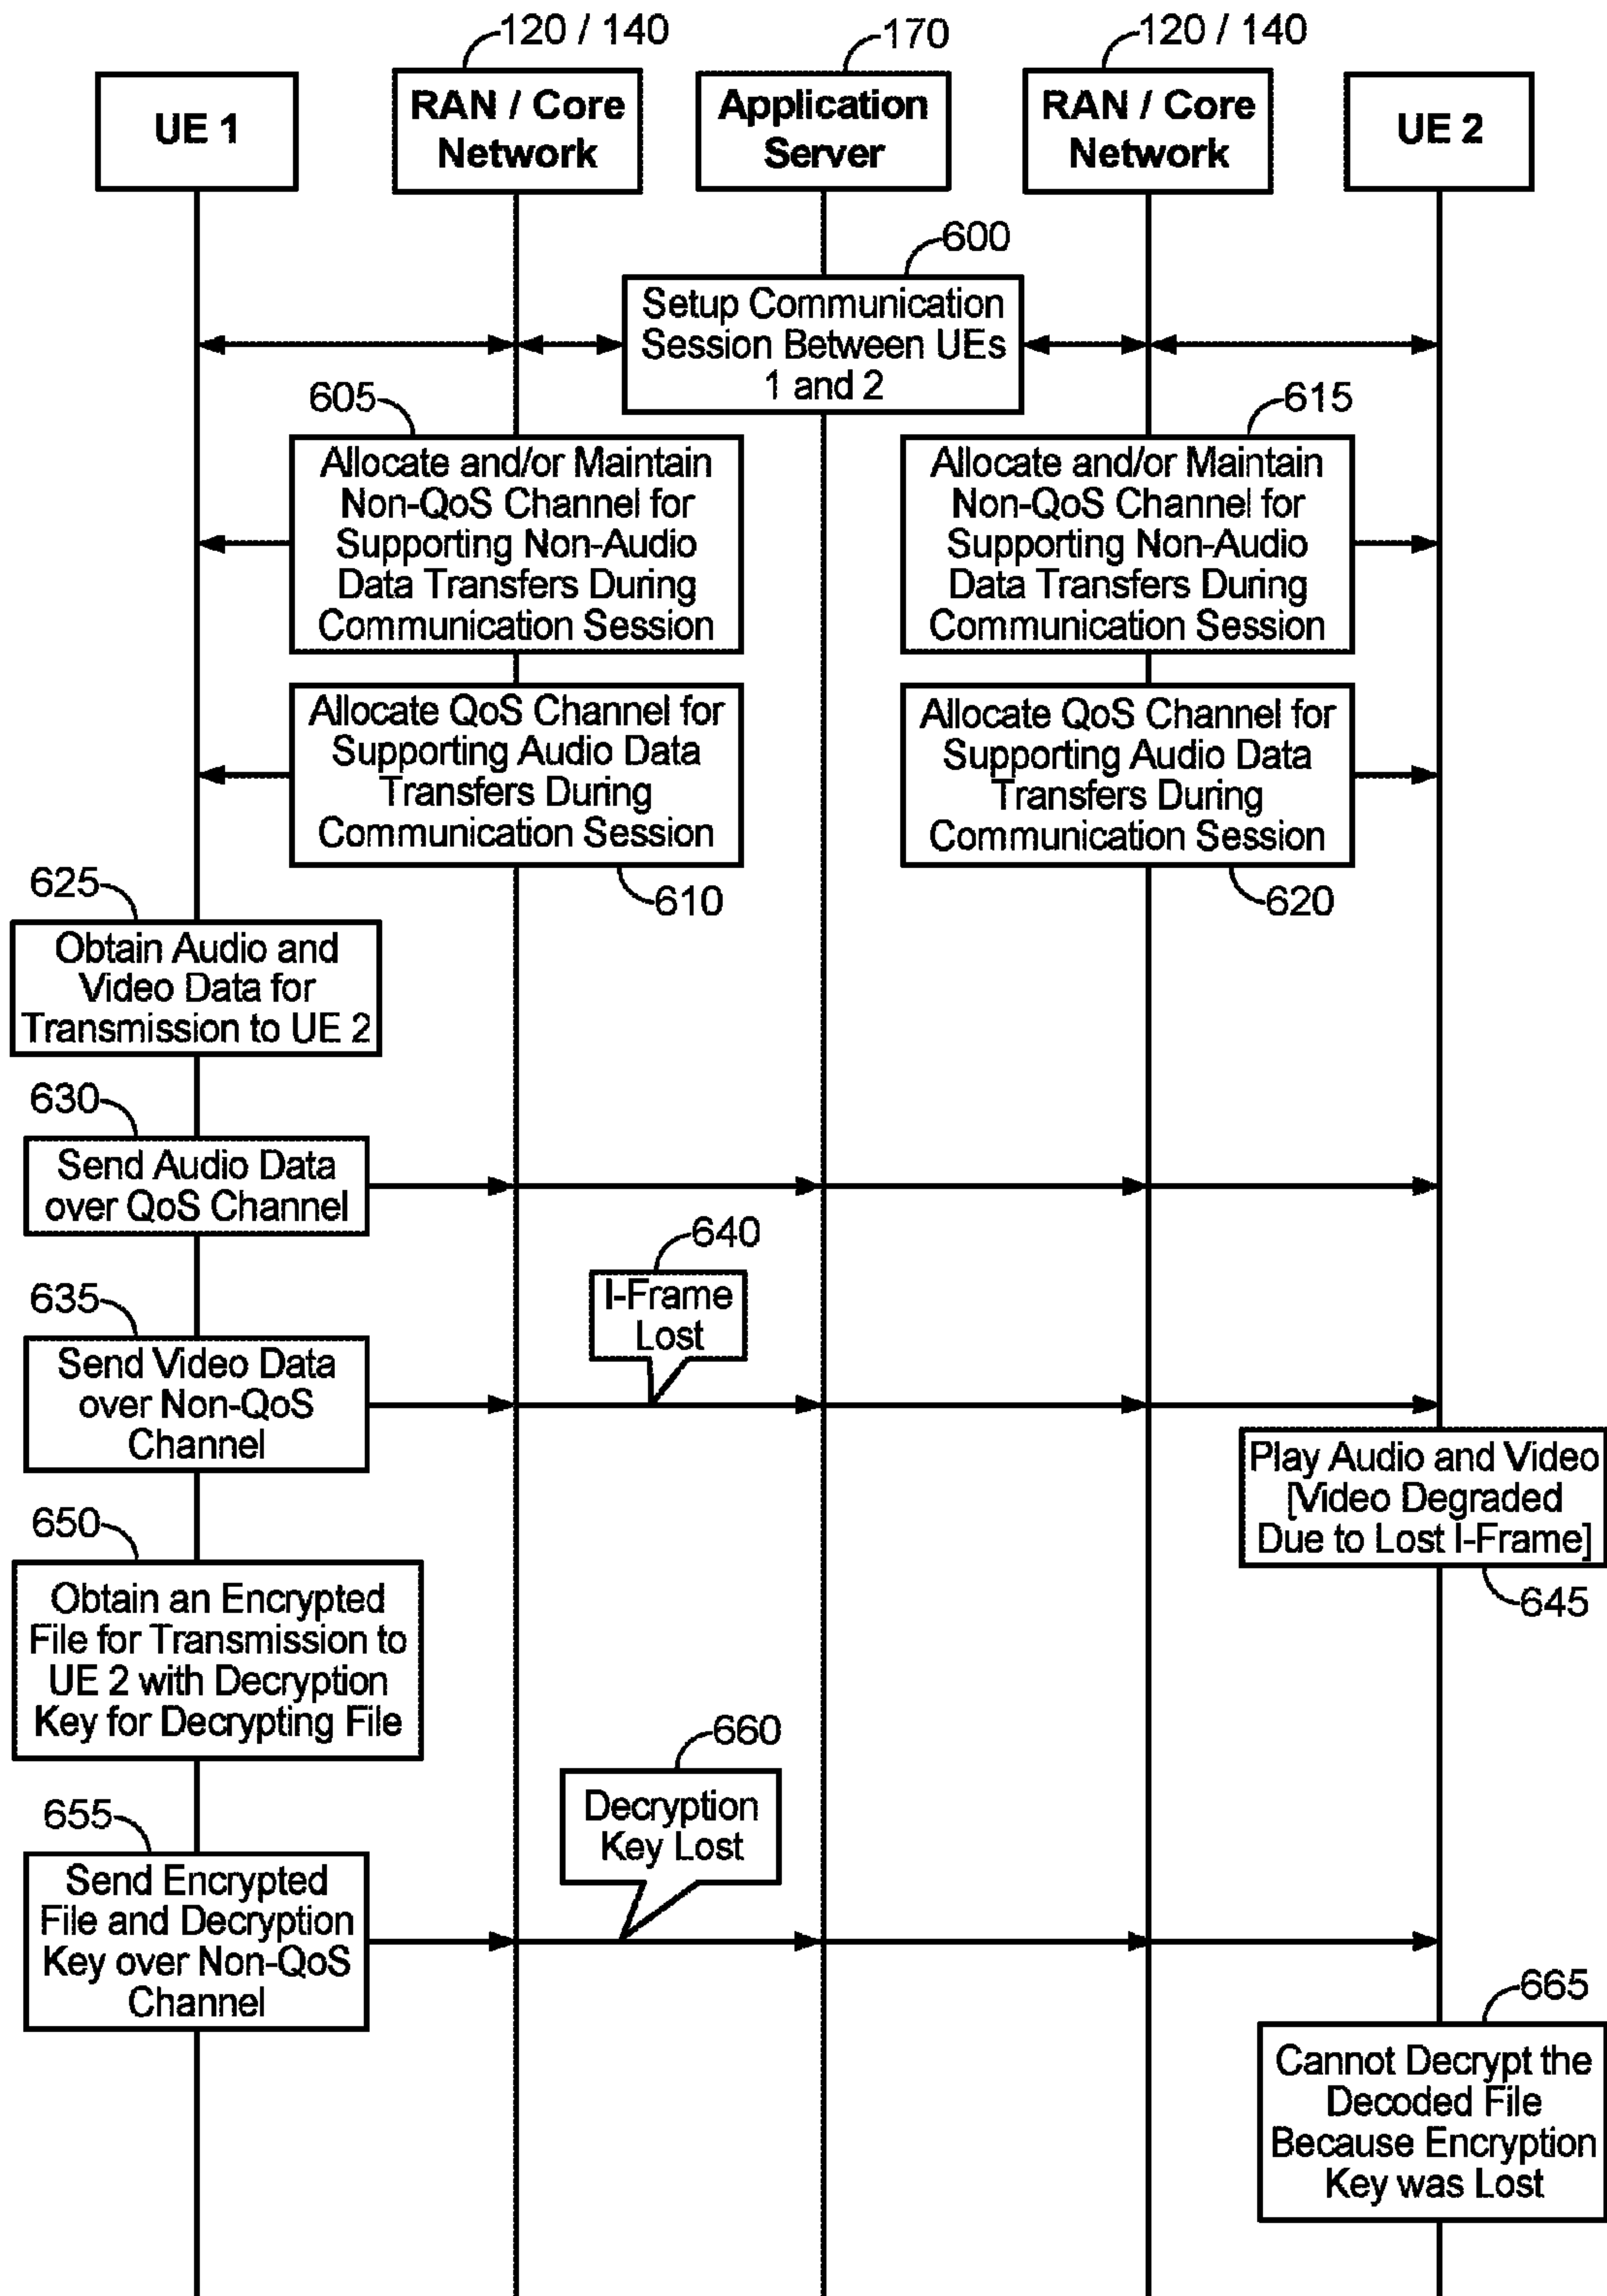 120 / 140
170
120 / 140
UE 1
RAN / Core
Network
Application
Server
RAN / Core
Network
UE 2
600
Setup Communication
Session Between UEs
1 and 2
605
Allocate and/or Maintain
Non-QoS Channel for
Supporting Non-Audio
Data Transfers During
Communication Session
615
Allocate and/or Maintain
Non-QoS Channel for
Supporting Non-Audio
Data Transfers During
Communication Session
Allocate QoS Channel for
Supporting Audio Data
Transfers During
Communication Session
610
Allocate QoS Channel for
Supporting Audio Data
Transfers During
Communication Session
620
625
Obtain Audio and
Video Data for
Transmission to UE 2
630
Send Audio Data
over QoS Channel
640
I-Frame
Lost
635
Send Video Data
over Non-QoS
Channel
Play Audio and Video
[Video Degraded
Due to Lost I-Frame]
645
650
Obtain an Encrypted
File for Transmission to
UE 2 with Decryption
Key for Decrypting File
660
Decryption
Key Lost
655
Send Encrypted
File and Decryption
Key over Non-QoS
Channel
665
Cannot Decrypt the
Decoded File
Because Encryption
Key was Lost